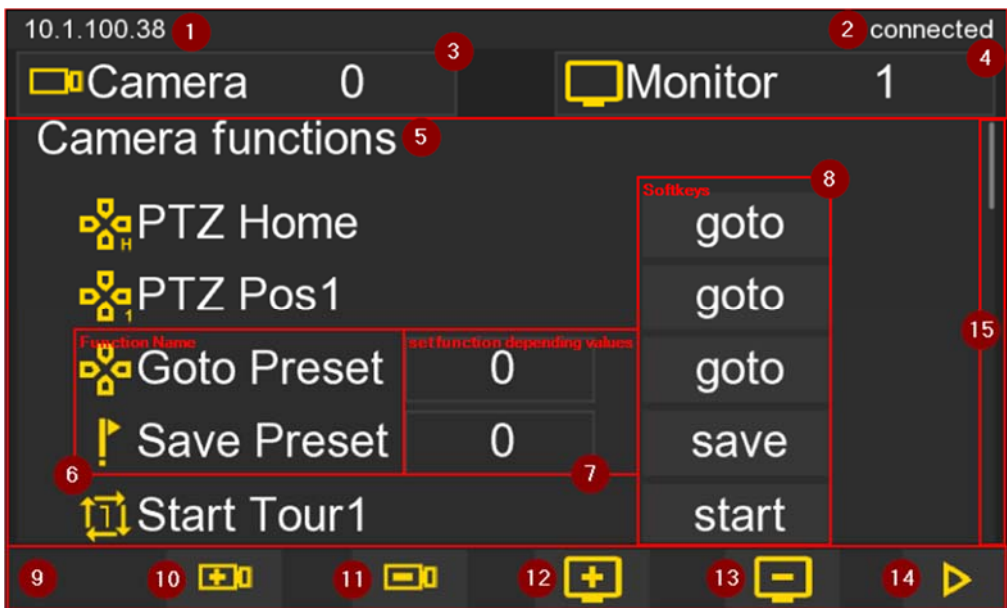 10.1.100.38 1 2 connected
3 4
Camera 0 Monitor 1
Camera functions 5
8
Softkeys
PTZ Home goto
H
PTZ Pos1 goto
1
15
Function Name set function depending values
Goto Preset 0 goto
Save Preset 0 save
6 7
1 Start Tour1 start
9 10 11 12 13 14